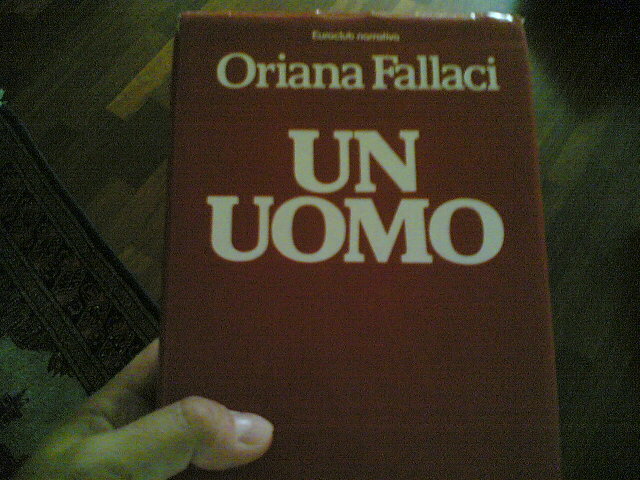 Euroclub narrativa
Oriana Fallaci
UN
UOMO